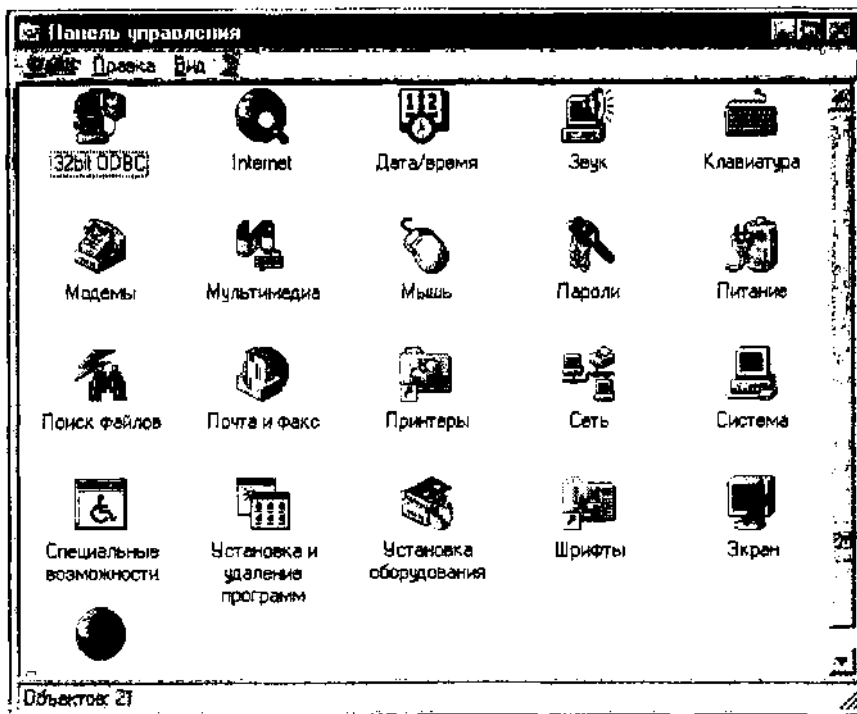 Панель управления
Правка Вид ?
32bit ODBC
Internet
Дата/время
Звук
Клавиатура
Модемы
Мультимедиа
Мышь
Пароли
Питание
Поиск файлов
Почта и факс
Принтеры
Сеть
Система
Специальные
возможности
Установка и
удаление
программ
Установка
оборудования
Шрифты
Экран
Объектов: 21